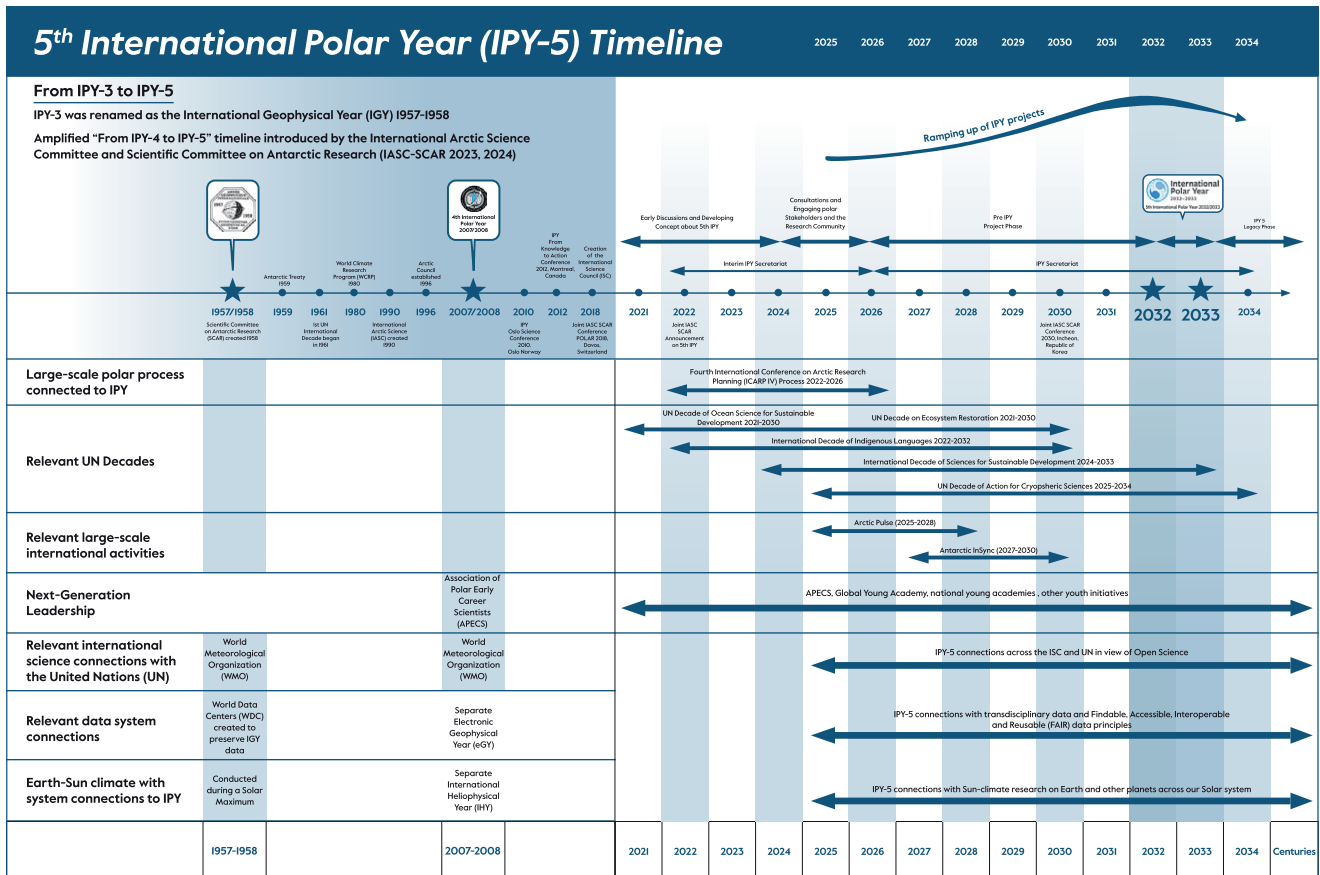 5th International Polar Year (IPY-5) Timeline
2025 2026 2027 2028 2029 2030 2031 2032 2033 2034
From IPY-3 to IPY-5
IPY-3 was renamed as the International Geophysical Year (IGY) 1957-1958
Amplified “From IPY-4 to IPY-5” timeline introduced by the International Arctic Science
Committee and Scientific Committee on Antarctic Research (IASC-SCAR 2023, 2024)
Ramping up of IPY projects
1957
1958
4th International
Polar Year
2007/2008
International
Polar Year
2032-2033
5th International Polar Year 2032/2033
Early Discussions and Developing
Concept about 5th IPY
Consultations and
Engaging polar
Stakeholders and the
Research Community
Pre IPY
Project Phase
IPY 5
Legacy Phase
Interim IPY Secretariat
IPY Secretariat
Antarctic Treaty
1959
World Climate
Research
Program (WCRP)
1980
Arctic
Council
established
1996
IPY
From
Knowledge
to Action
Conference
2012, Montreal,
Canada
Creation
of the
International
Science
Council (ISC)
1957/1958 1959 1961 1980 1990 1996 2007/2008 2010 2012 2018 2021 2022 2023 2024 2025 2026 2027 2028 2029 2030 2031 2032 2033 2034
Scientific Committee
on Antarctic Research
(SCAR) created 1958
1st UN
International
Decade began
in 1961
International
Arctic Science
(IASC) created
1990
IPY
Oslo Science
Conference
2010,
Oslo Norway
Joint IASC SCAR
Conference
POLAR 2018,
Davos,
Switzerland
Joint IASC
SCAR
Announcement
on 5th IPY
Joint IASC SCAR
Conference
2030, Incheon,
Republic of
Korea
Large-scale polar process
connected to IPY
Fourth International Conference on Arctic Research
Planning (ICARP IV) Process 2022-2026
Relevant UN Decades
UN Decade of Ocean Science for Sustainable
Development 2021-2030
UN Decade on Ecosystem Restoration 2021-2030
International Decade of Indigenous Languages 2022-2032
International Decade of Sciences for Sustainable Development 2024-2033
UN Decade of Action for Cryopsheric Sciences 2025-2034
Relevant large-scale
international activities
Arctic Pulse (2025-2028)
Antarctic InSync (2027-2030)
Next-Generation
Leadership
Association of
Polar Early
Career
Scientists
(APECS)
APECS, Global Young Academy, national young academies , other youth initiatives
Relevant international
science connections with
the United Nations (UN)
World
Meteorological
Organization
(WMO)
World
Meteorological
Organization
(WMO)
IPY-5 connections across the ISC and UN in view of Open Science
Relevant data system
connections
World Data
Centers (WDC)
created to
preserve IGY
data
Separate
Electronic
Geophysical
Year (eGY)
IPY-5 connections with transdisciplinary data and Findable, Accessible, Interoperable
and Reusable (FAIR) data principles
Earth-Sun climate with
system connections to IPY
Conducted
during a Solar
Maximum
Separate
International
Heliophysical
Year (IHY)
IPY-5 connections with Sun-climate research on Earth and other planets across our Solar system
1957-1958 2007-2008 2021 2022 2023 2024 2025 2026 2027 2028 2029 2030 2031 2032 2033 2034 Centuries